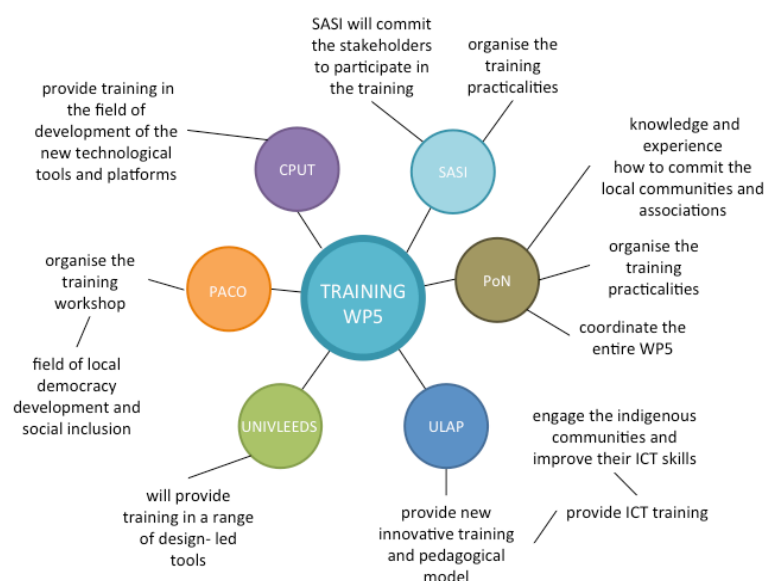 SASI will commit
the stakeholders
to participate in
the training
organise the
training
practicalities
provide training in
the field of
development of the
new technological
tools and platforms
knowledge and
experience
how to commit the
local communities and
associations
CPUT
SASI
organise the
training
workshop
organise the
training
practicalities
PACO
TRAINING
WP5
PoN
coordinate the
entire WP5
field of local
democracy
development and
social inclusion
UNIVLEEDS
ULAP
engage the indigenous
communities and
improve their ICT skills
will provide
training in a range
of design- led
tools
provide new
innovative training
and pedagogical
model
provide ICT training